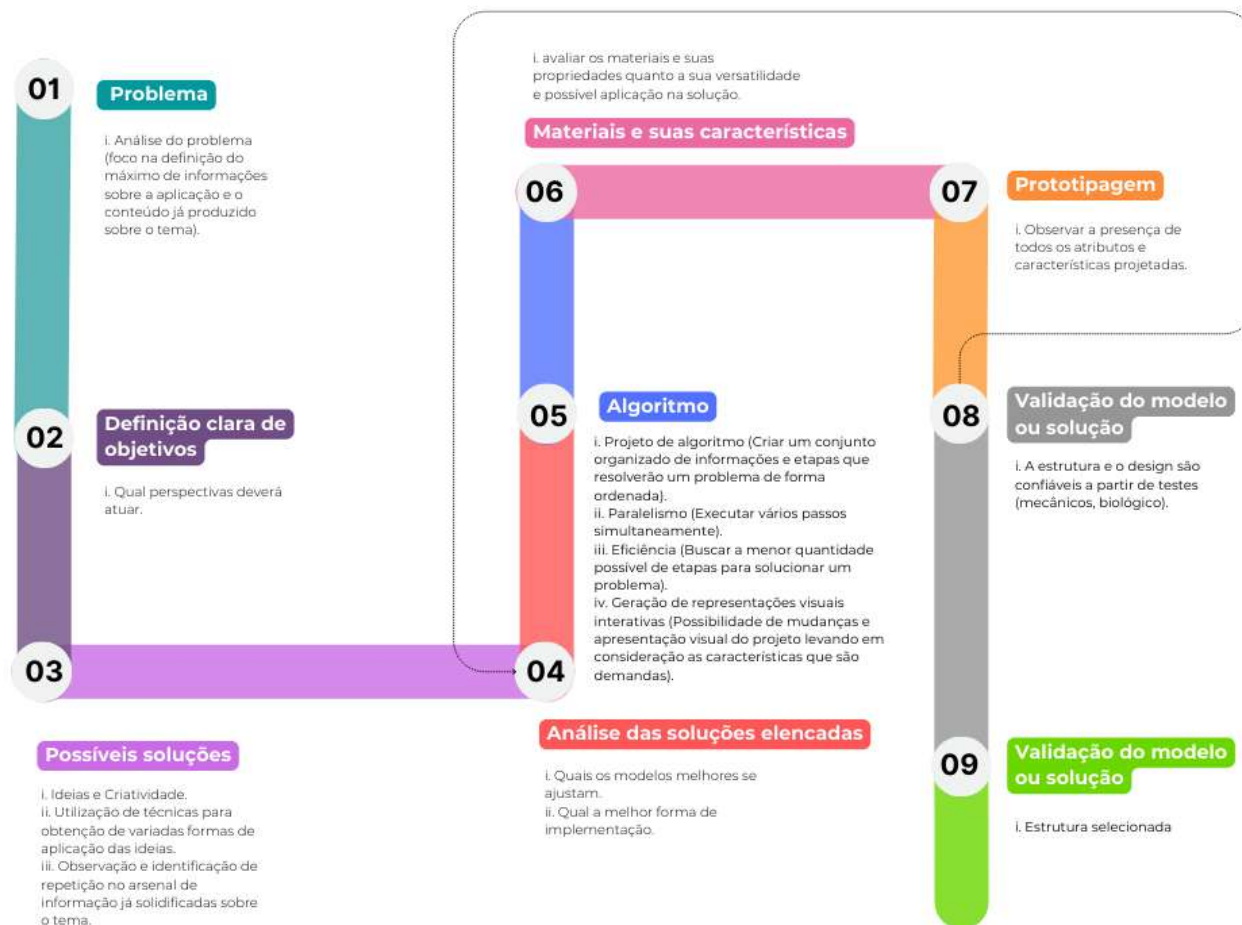 01
Problema
i. Análise do problema
(foco na definição do
máximo de informações
sobre a aplicação e o
conteúdo já produzido
sobre o tema).
02
Definição clara de
objetivos
i. Qual perspectivas deverá
atuar.
03
Possíveis soluções
i. Ideias e Criatividade.
ii. Utilização de técnicas para
obtenção de variadas formas de
aplicação das ideias.
iii. Observação e identificação de
repetição no arsenal de
informação já solidificadas sobre
o tema.
04
Análise das soluções elencadas
i. Quais os modelos melhores se
ajustam.
ii. Qual a melhor forma de
implementação.
05
Algoritmo
i. Projeto de algoritmo (Criar um conjunto
organizado de informações e etapas que
resolverão um problema de forma
ordenada).
ii. Paralelismo (Executar vários passos
simultaneamente).
iii. Eficiência (Buscar a menor quantidade
possível de etapas para solucionar um
problema).
iv. Geração de representações visuais
interativas (Possibilidade de mudanças e
apresentação visual do projeto levando em
consideração as características que são
demandas).
06
i. avaliar os materiais e suas
propriedades quanto a sua versatilidade
e possível aplicação na solução.
Materiais e suas características
07
Prototipagem
i. Observar a presença de
todos os atributos e
características projetadas.
08
Validação do modelo
ou solução
i. A estrutura e o design são
confiáveis a partir de testes
(mecânicos, biológico).
09
Validação do modelo
ou solução
i. Estrutura selecionada